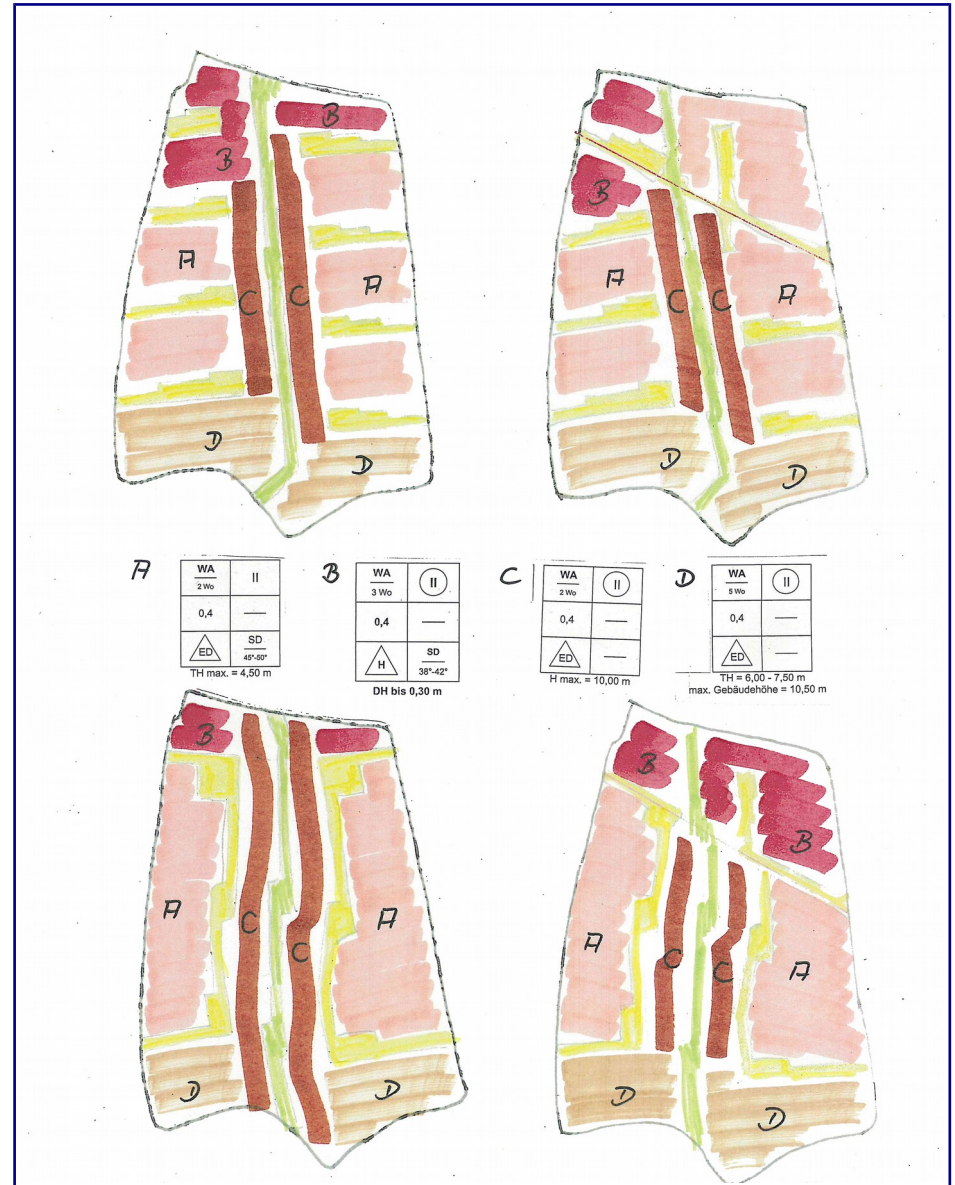 B
B
A
C
C
A
D
D
B
A
C
C
A
D
D
A
WA
2 Wo
II
0,4
—
ED
SD
45°-50°
TH max. = 4,50 m
B
WA
3 Wo
II
0,4
—
H
SD
38°-42°
DH bis 0,30 m
C
WA
2 Wo
II
0,4
—
ED
—
H max. = 10,00 m
D
WA
5 Wo
II
0,4
—
ED
—
TH = 6,00 - 7,50 m
max. Gebäudehöhe = 10,50 m
B
A
C
C
A
D
D
B
B
A
C
C
A
D
D